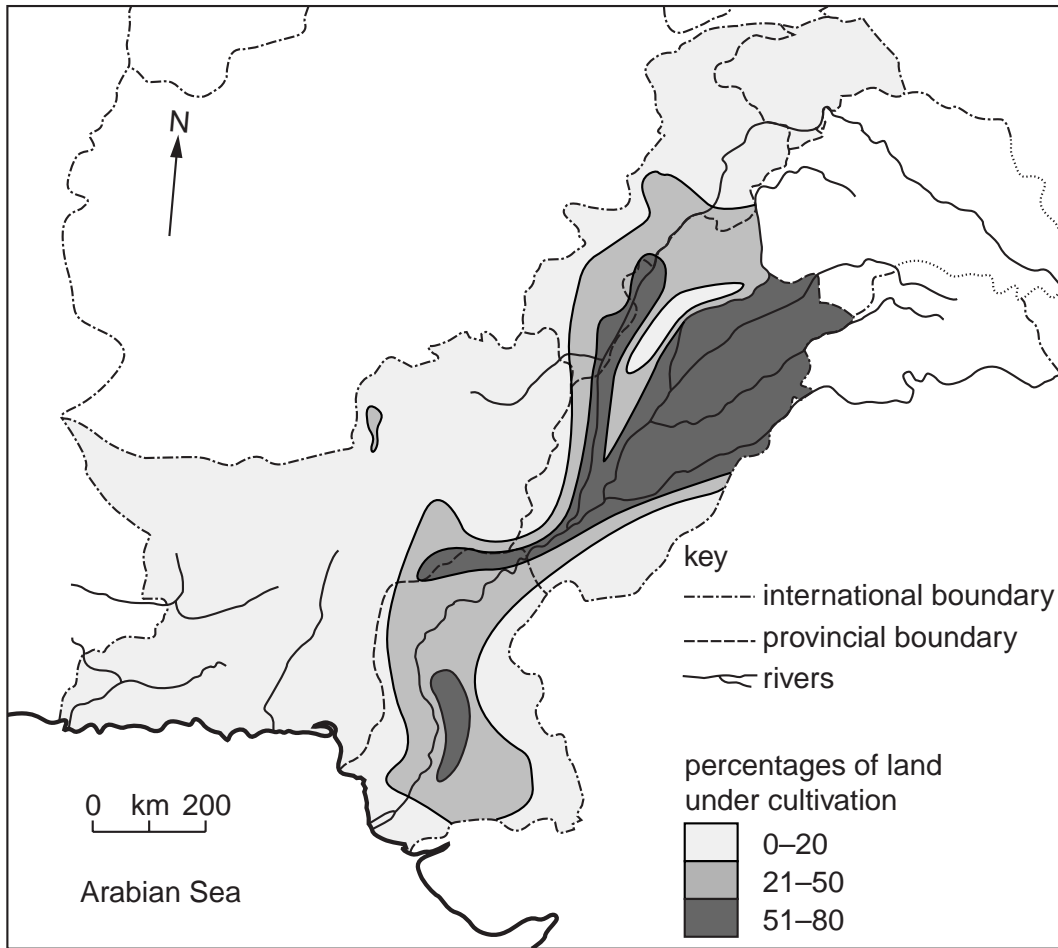 N
key
international boundary
provincial boundary
rivers
percentages of land
under cultivation
0 km 200
0–20
21–50
Arabian Sea
51–80